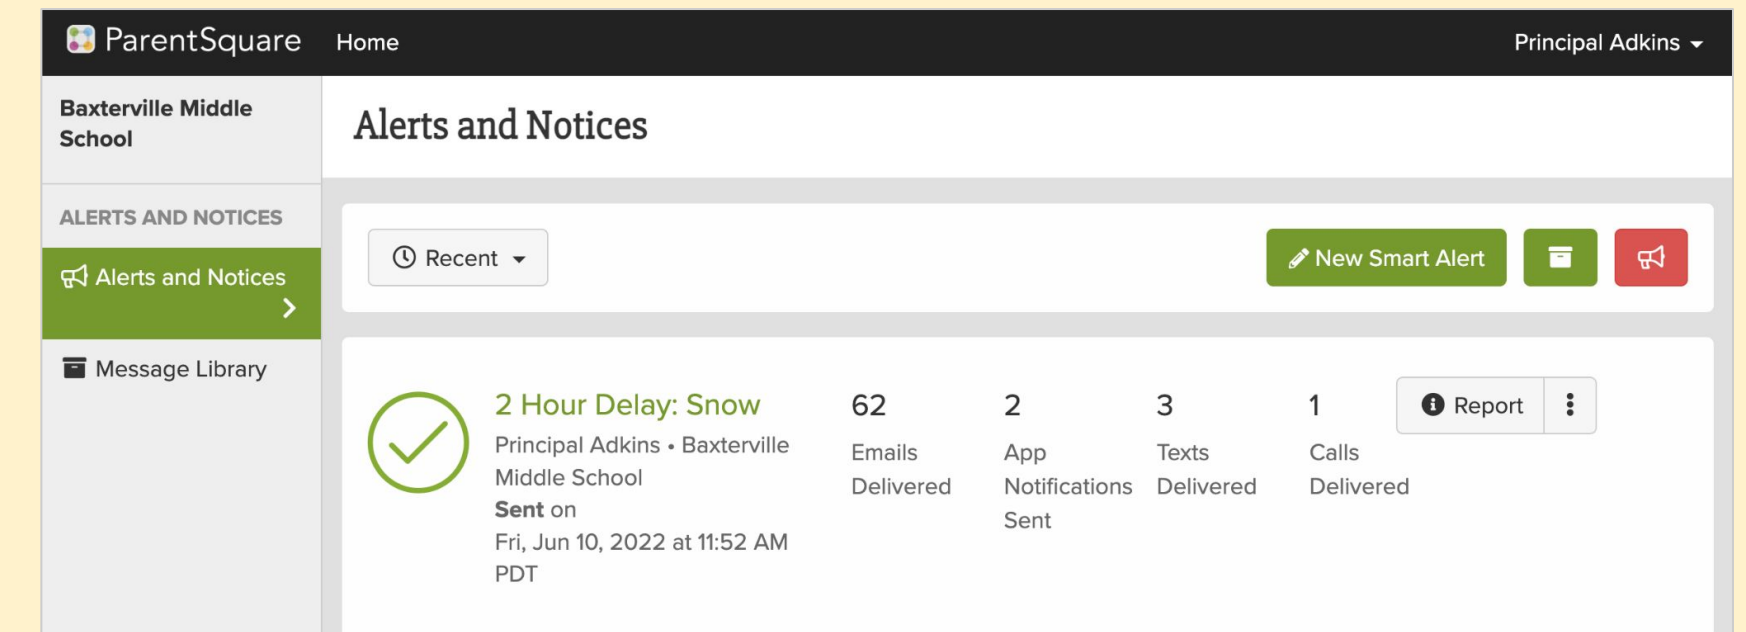 ParentSquare Home Principal Adkins
Baxterville Middle
School
ALERTS AND NOTICES
Alerts and Notices
Message Library
Alerts and Notices
Recent
New Smart Alert
2 Hour Delay: Snow
Principal Adkins • Baxterville
Middle School
Sent on
Fri, Jun 10, 2022 at 11:52 AM
PDT
62
Emails
Delivered
2
App
Notifications
Sent
3
Texts
Delivered
1
Calls
Delivered
Report